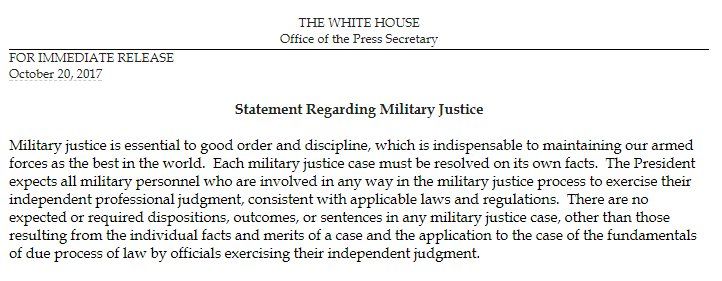 THE WHITE HOUSE
Office of the Press Secretary
FOR IMMEDIATE RELEASE
October 20, 2017
Statement Regarding Military Justice
Military justice is essential to good order and discipline, which is indispensable to maintaining our armed
forces as the best in the world.  Each military justice case must be resolved on its own facts.  The President
expects all military personnel who are involved in any way in the military justice process to exercise their
independent professional judgment, consistent with applicable laws and regulations.  There are no
expected or required dispositions, outcomes, or sentences in any military justice case, other than those
resulting from the individual facts and merits of a case and the application to the case of the fundamentals
of due process of law by officials exercising their independent judgment.